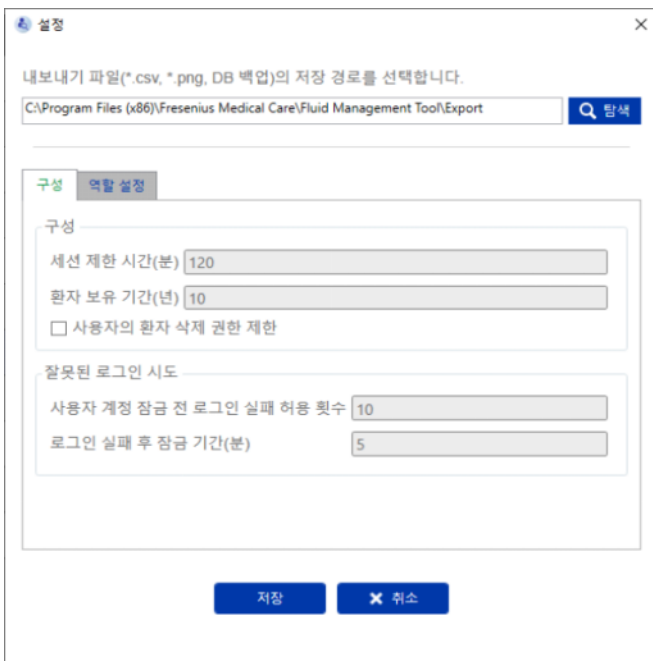 설정
내보내기 파일(*.csv, *.png, DB 백업)의 저장 경로를 선택합니다.
C:\Program Files (x86)\Fresenius Medical Care\Fluid Management Tool\Export 탐색
구성 역할 설정
구성
세션 제한 시간(분) 120
환자 보유 기간(년) 10
사용자의 환자 삭제 권한 제한
잘못된 로그인 시도
사용자 계정 잠금 전 로그인 실패 허용 횟수 10
로그인 실패 후 잠금 기간(분) 5
저장 취소